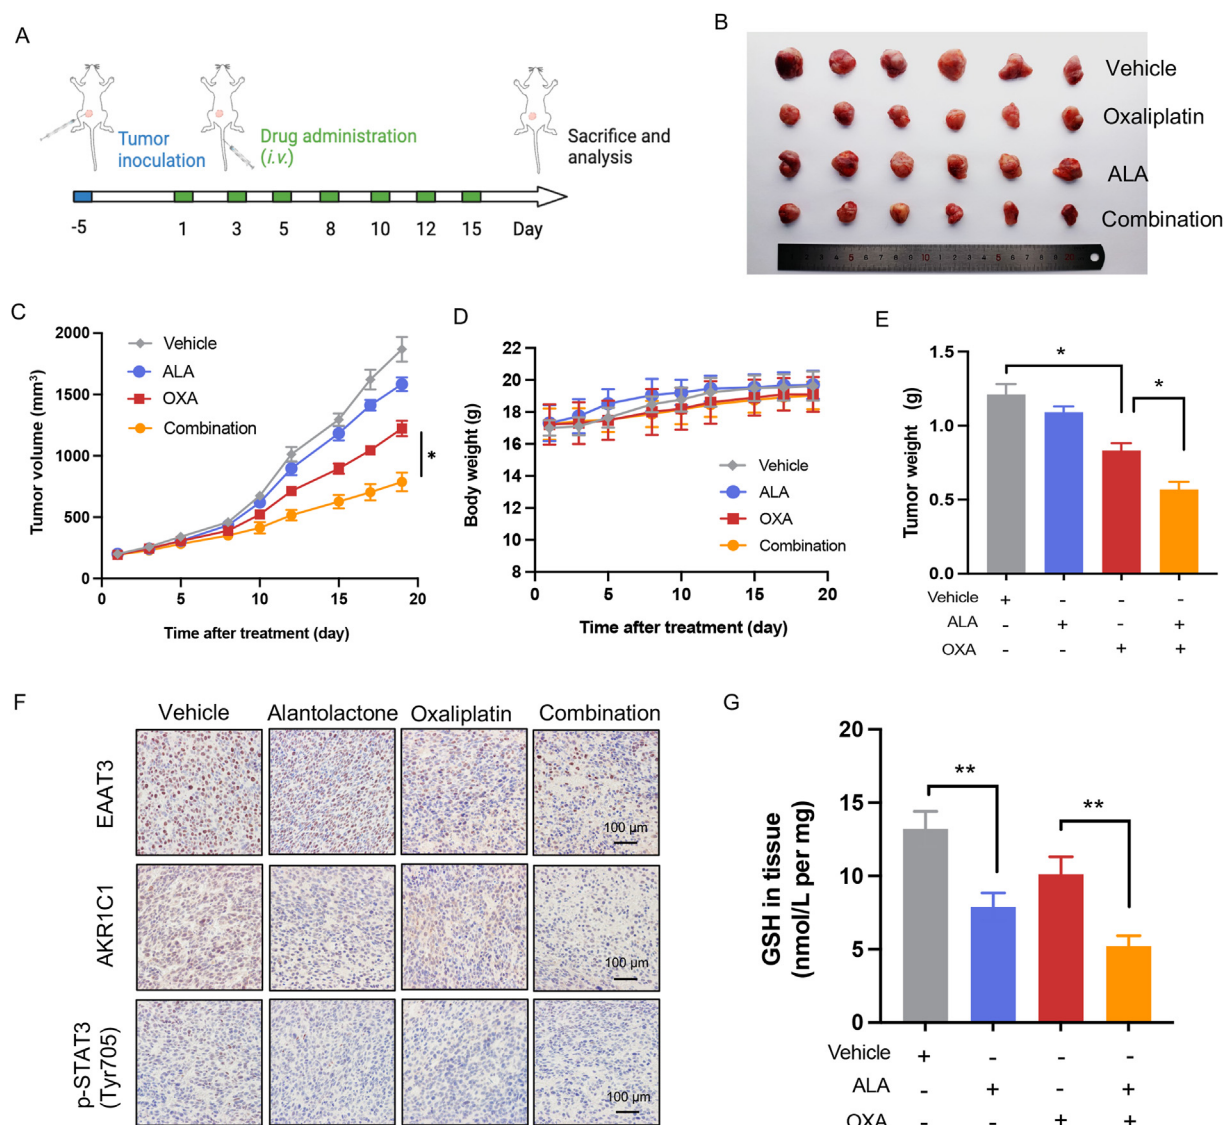 A
Tumor
inoculation
Drug administration
(i.v.)
Sacrifice and
analysis
-5 1 3 5 8 10 12 15 Day
B
Vehicle
Oxaliplatin
ALA
Combination
C
Tumor volume (mm³)
2000
1500
1000
500
0
Vehicle
ALA
OXA
Combination
*
0 5 10 15 20
Time after treatment (day)
D
Body weight (g)
22
20
18
16
14
12
10
8
Vehicle
ALA
OXA
Combination
0 5 10 15 20
Time after treatment (day)
E
Tumor weight (g)
1.5
1.0
0.5
0.0
* *
Vehicle + - - -
ALA - + - +
OXA - - + +
F
Vehicle Alantolactone Oxaliplatin Combination
EAAT3
100 µm
AKR1C1
100 µm
p-STAT3
(Tyr705)
100 µm
G
GSH in tissue
(nmol/L per mg)
20
15
10
5
0
** **
Vehicle + - - -
ALA - + - +
OXA - - + +